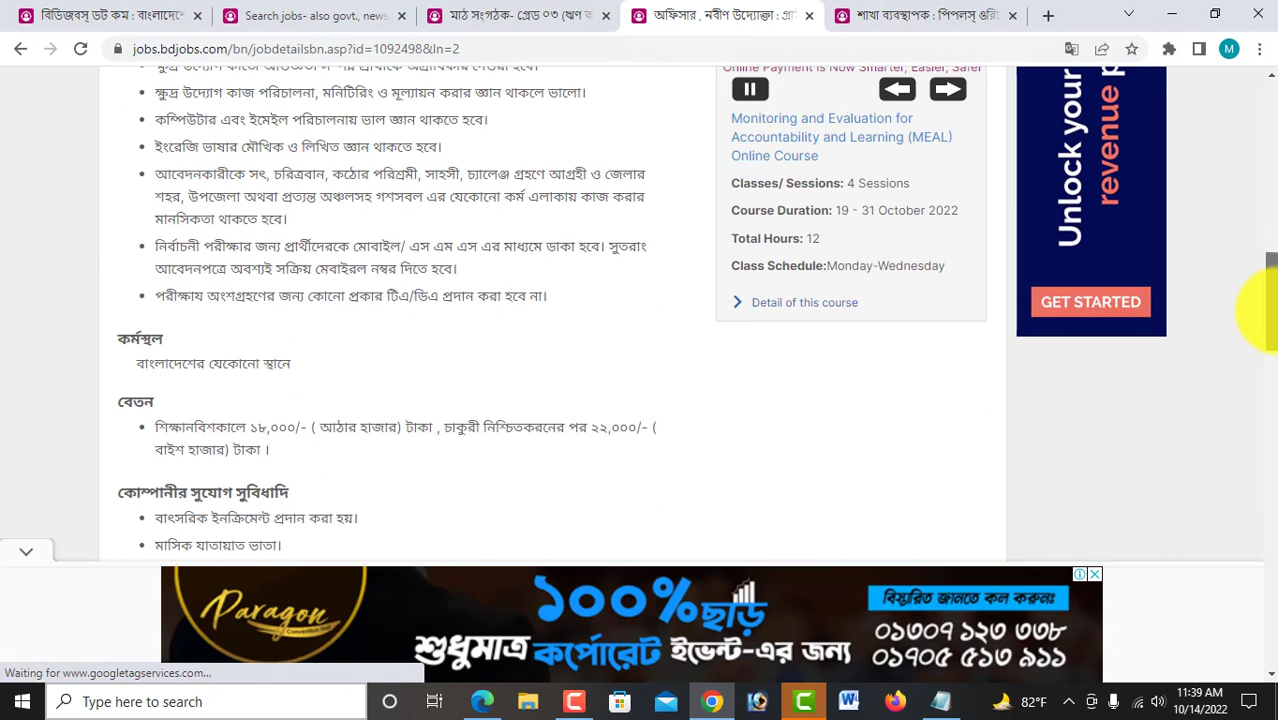 বিডিজবস্ ডট কম : বাংলাদেশে
Search jobs- also govt., news,
মাঠ সংগঠক- গ্রেড ০৩ (ঋণ ক
অফিসার , নবীণ উদ্যোক্তা : গ্রা
শাখা ব্যবস্থাপক : পিপলস্ ওরি
jobs.bdjobs.com/bn/jobdetailsbn.asp?id=1092498&ln=2
M
Online Payment is Now Smarter, Easier, Safer
ক্ষুদ্র উদ্যোগ কাজ পরিচালনা, মনিটিরিং ও মূল্যায়ন করার জ্ঞান থাকলে ভালো।
কম্পিউটার এবং ইমেইল পরিচালনায় ভাল জ্ঞান থাকতে হবে।
ইংরেজি ভাষার মৌখিক ও লিখিত জ্ঞান থাকতে হবে।
আবেদনকারীকে সৎ, চরিত্রবান, কঠোর পরিশ্রমী, সাহসী, চ্যালেঞ্জ গ্রহণে আগ্রহী ও জেলার
শহর, উপজেলা অথবা প্রত্যন্ত অঞ্চলসহ গশসবল এর যেকোনো কর্ম এলাকায় কাজ করার
মানসিকতা থাকতে হবে।
নির্বাচনী পরীক্ষার জন্য প্রার্থীদেরকে মোবাইল/ এস এম এস এর মাধ্যমে ডাকা হবে। সুতরাং
আবেদনপত্রে অবশ্যই সক্রিয় মেবাইরল নম্বর দিতে হবে।
পরীক্ষায অংশগ্রহণের জন্য কোনো প্রকার টিএ/ডিএ প্রদান করা হবে না।
কর্মস্থল
বাংলাদেশের যেকোনো স্থানে
বেতন
শিক্ষানবিশকালে ১৮,০০০/- ( আঠার হাজার) টাকা , চাকুরী নিশ্চিতকরনের পর ২২,০০০/- (
বাইশ হাজার) টাকা ।
কোম্পানীর সুযোগ সুবিধাদি
বাৎসরিক ইনক্রিমেন্ট প্রদান করা হয়।
মাসিক যাতায়াত ভাতা।
Monitoring and Evaluation for
Accountability and Learning (MEAL)
Online Course
Classes/ Sessions: 4 Sessions
Course Duration: 19 - 31 October 2022
Total Hours: 12
Class Schedule:Monday-Wednesday
Detail of this course
Unlock your
revenue p
GET STARTED
Paragon
Convention Hall
১০০% ছাড়
শুধুমাত্র কর্পোরেট ইভেন্ট-এর জন্য
বিস্তারিত জানতে কল করুনঃ
০১৩০৭ ১২৩ ৩৩৮
০১৭০৫ ৫১৩ ৯১১
Waiting for www.googletagservices.com...
Type here to search
82°F
11:39 AM
10/14/2022